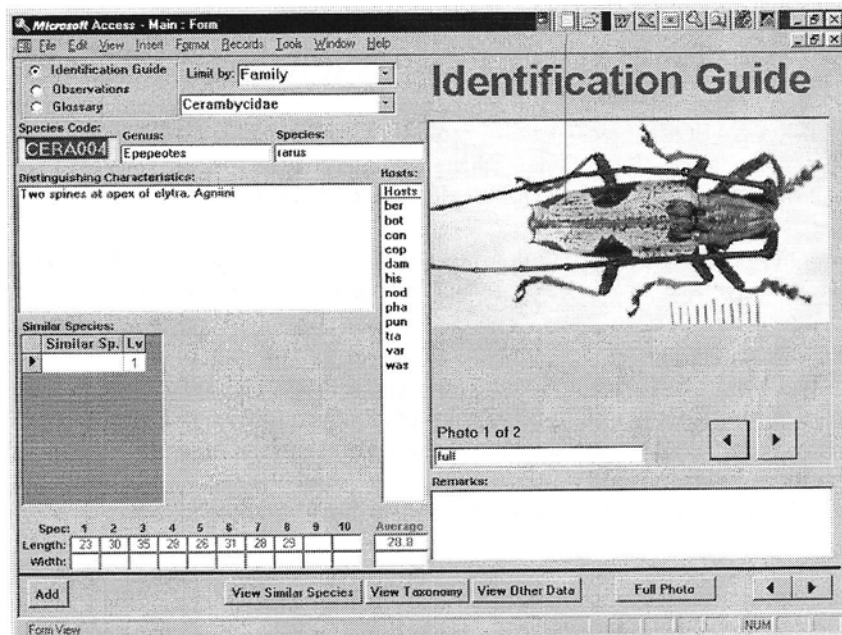 Microsoft Access - Main : Form
File Edit View Insert Format Records Tools Window Help
Identification Guide
Observations
Glossary
Limit by: Family
Cerambycidae
Identification Guide
Species Code: Genus: Species:
CERA004 Epepeotes rarus
Distinguishing Characteristics:
Two spines at apex of elytra, Agniini
Hosts:
Hosts
ber
bot
con
cop
dam
his
nod
pha
pun
tra
var
was
Similar Species:
Similar Sp. Lv
1
Photo 1 of 2
full
Remarks:
Spec: 1 2 3 4 5 6 7 8 9 10 Average
Length: 23 30 35 28 26 31 28 29 28.8
Width:
Add View Similar Species View Taxonomy View Other Data Full Photo
Form View NUM